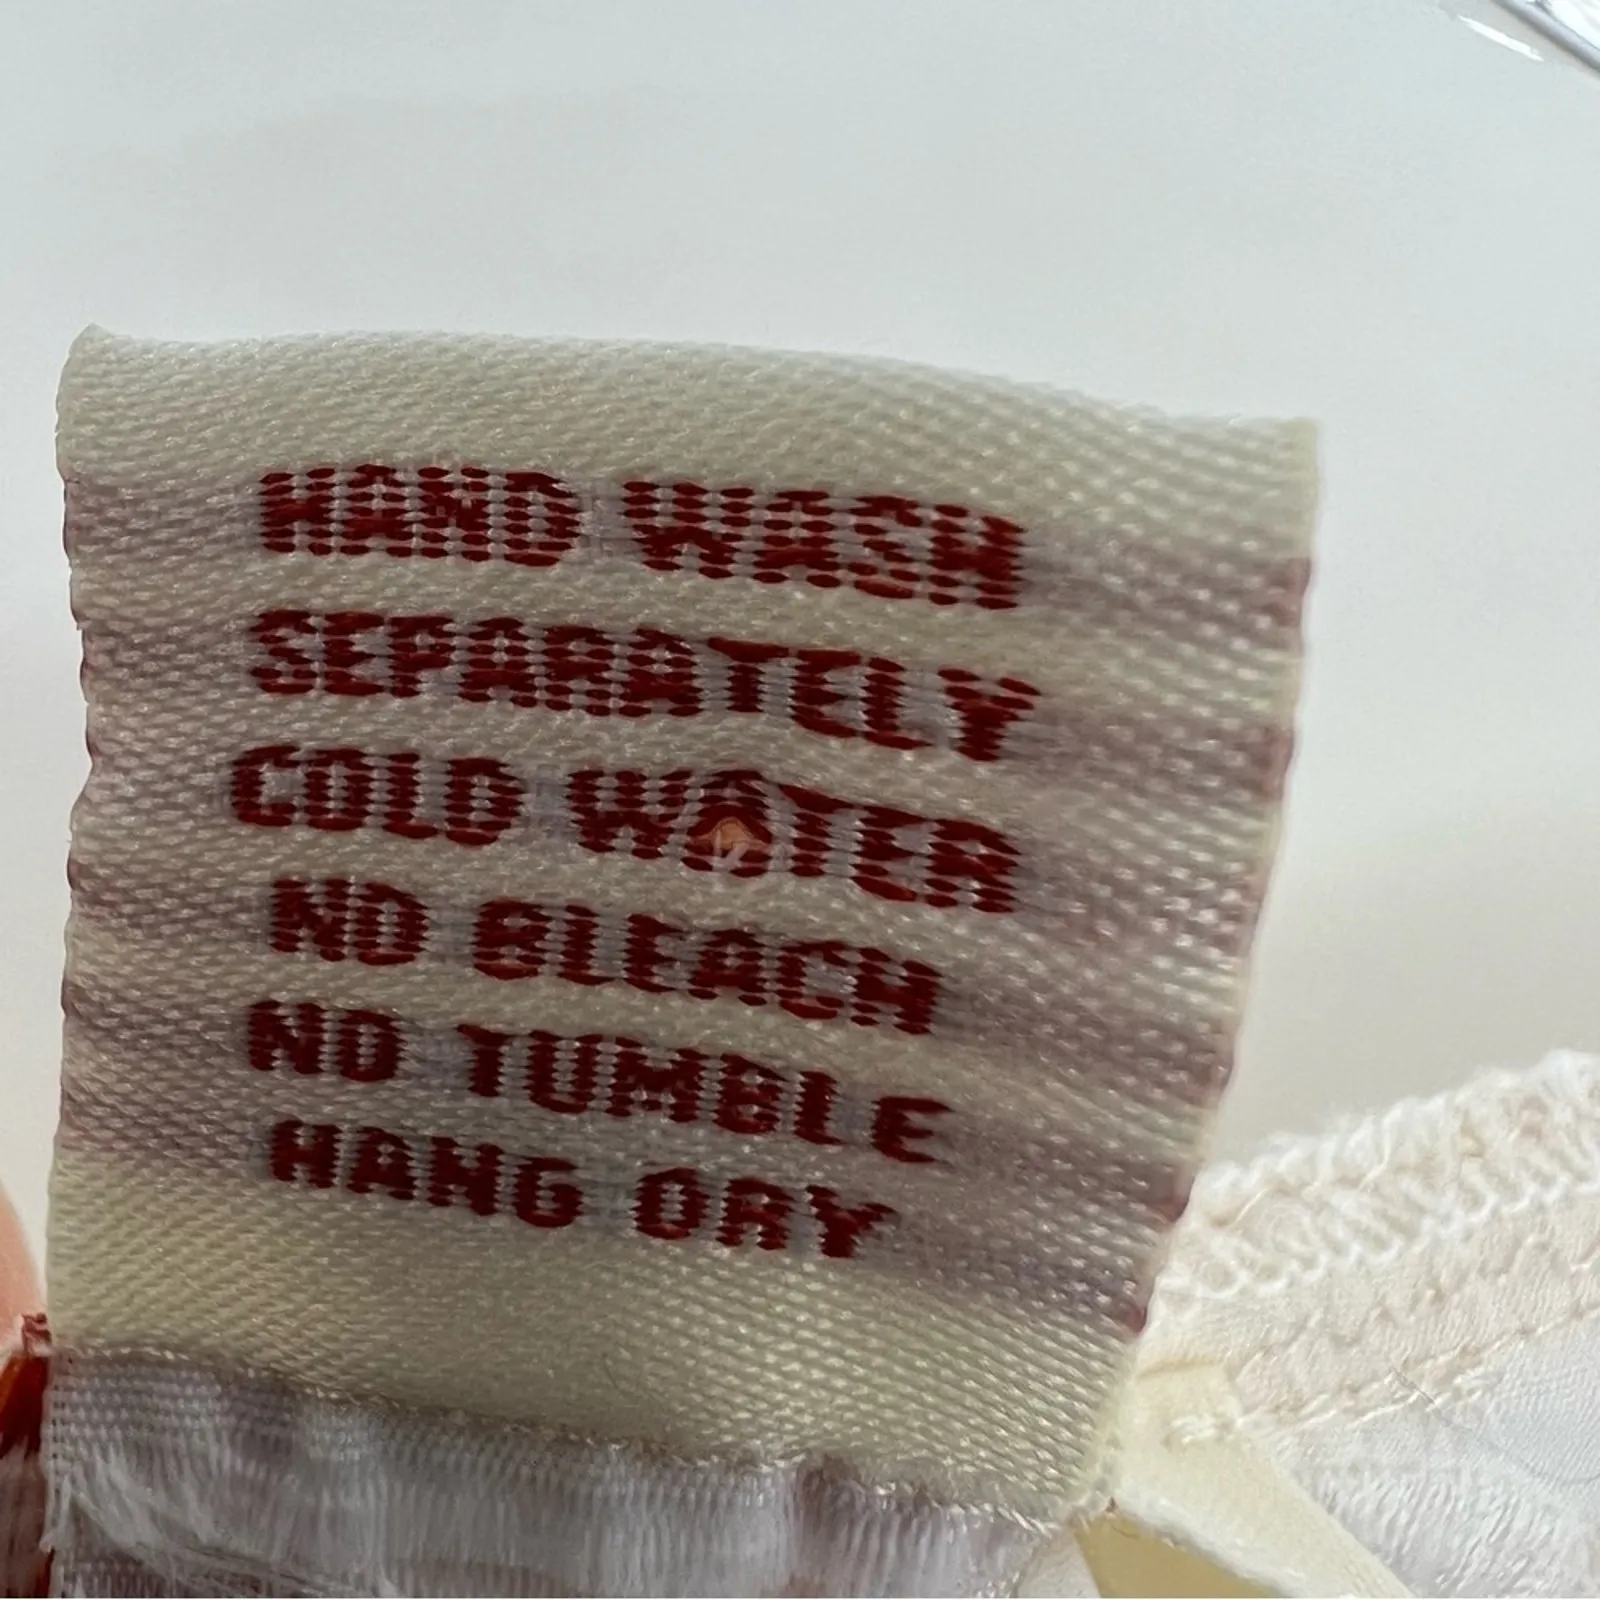 HAND WASH
SEPARATELY
COLD WATER
NO BLEACH
NO TUMBLE
HANG DRY